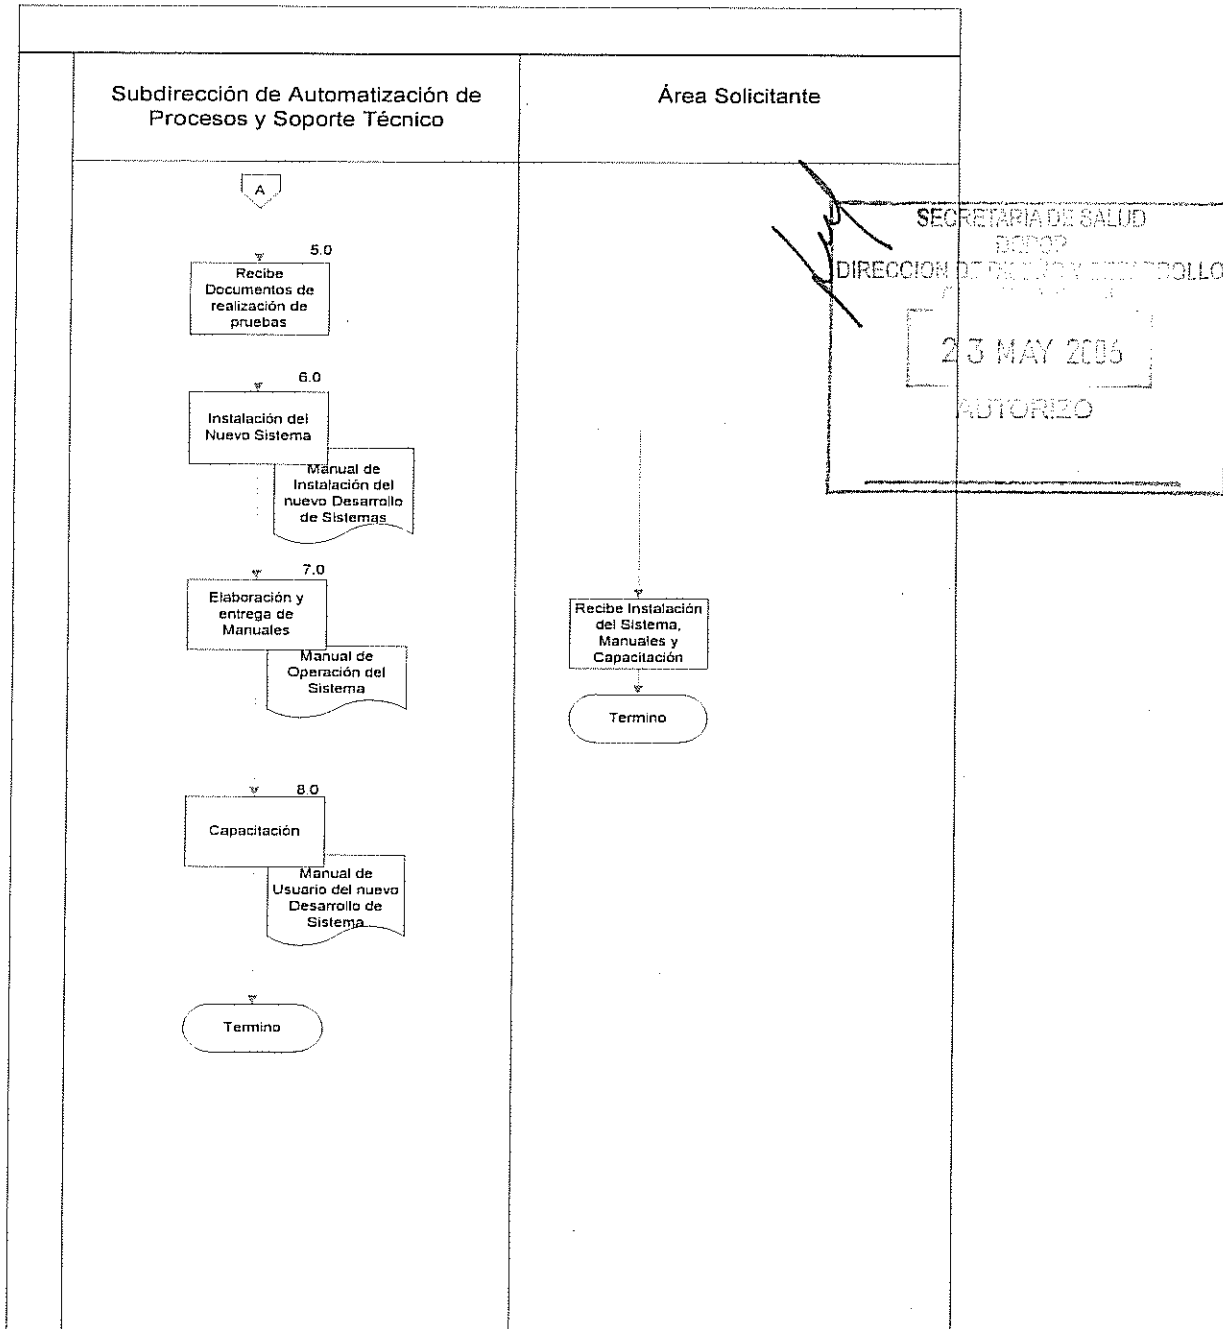 Subdirección de Automatización de
Procesos y Soporte Técnico
Área Solicitante
A
5.0
Recibe
Documentos de
realización de
pruebas
6.0
Instalación del
Nuevo Sistema
Manual de
Instalación del
nuevo Desarrollo
de Sistemas
7.0
Elaboración y
entrega de
Manuales
Manual de
Operación del
Sistema
Recibe Instalación
del Sistema,
Manuales y
Capacitación
Termino
8.0
Capacitación
Manual de
Usuario del nuevo
Desarrollo de
Sistema
Termino
SECRETARIA DE SALUD
DIRECCION DE
23 MAY
AUTORIZO